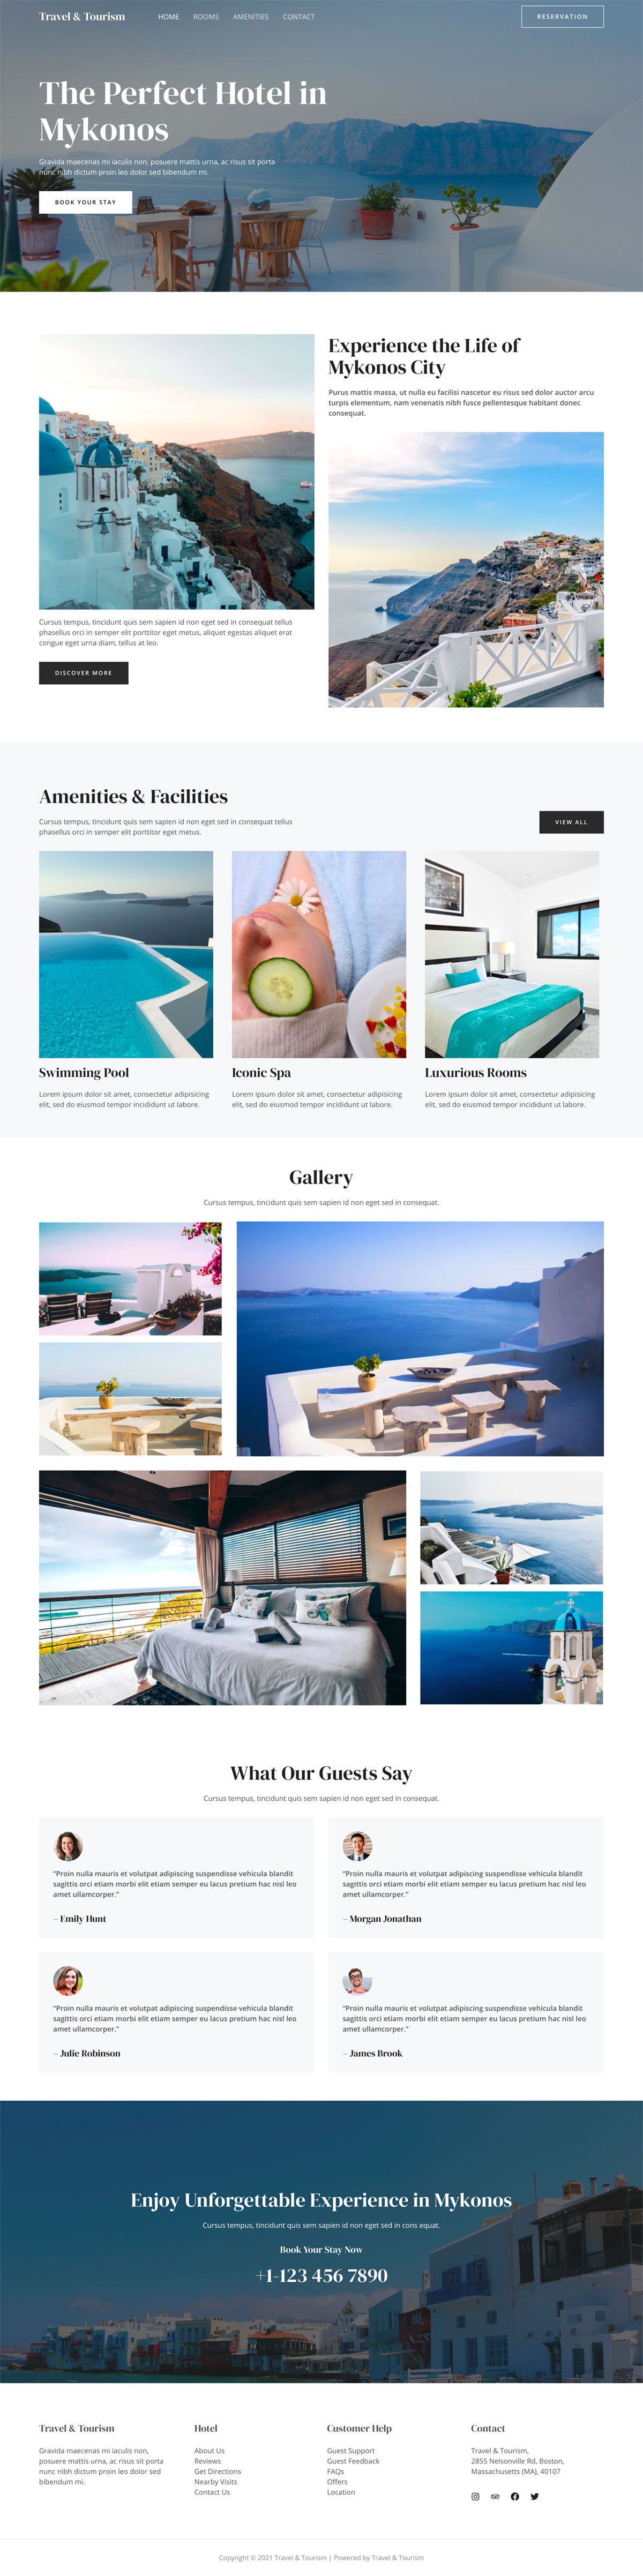 Travel & Tourism
HOME
ROOMS
AMENITIES
CONTACT
RESERVATION
The Perfect Hotel in
Mykonos
Gravida maecenas mi iaculis non, posuere mattis urna, ac risus sit porta
nunc nibh dictum proin leo dolor sed bibendum mi.
BOOK YOUR STAY
Experience the Life of
Mykonos City
Purus mattis massa, ut nulla eu facilisi nascetur eu risus sed dolor auctor arcu
turpis elementum, nam venenatis nibh fusce pellentesque habitant donec
consequat.
Cursus tempus, tincidunt quis sem sapien id non eget sed in consequat tellus
phasellus orci in semper elit porttitor eget metus, aliquet egestas aliquet erat
congue eget urna diam, tellus at leo.
DISCOVER MORE
Amenities & Facilities
Cursus tempus, tincidunt quis sem sapien id non eget sed in consequat tellus
phasellus orci in semper elit porttitor eget metus.
VIEW ALL
Swimming Pool
Lorem ipsum dolor sit amet, consectetur adipisicing
elit, sed do eiusmod tempor incididunt ut labore.
Iconic Spa
Lorem ipsum dolor sit amet, consectetur adipisicing
elit, sed do eiusmod tempor incididunt ut labore.
Luxurious Rooms
Lorem ipsum dolor sit amet, consectetur adipisicing
elit, sed do eiusmod tempor incididunt ut labore.
Gallery
Cursus tempus, tincidunt quis sem sapien id non eget sed in consequat.
What Our Guests Say
Cursus tempus, tincidunt quis sem sapien id non eget sed in consequat.
"Proin nulla mauris et volutpat adipiscing suspendisse vehicula blandit
sagittis orci etiam morbi elit etiam semper eu lacus pretium hac nisl leo
amet ullamcorper."
– Emily Hunt
"Proin nulla mauris et volutpat adipiscing suspendisse vehicula blandit
sagittis orci etiam morbi elit etiam semper eu lacus pretium hac nisl leo
amet ullamcorper."
– Morgan Jonathan
"Proin nulla mauris et volutpat adipiscing suspendisse vehicula blandit
sagittis orci etiam morbi elit etiam semper eu lacus pretium hac nisl leo
amet ullamcorper."
– Julie Robinson
"Proin nulla mauris et volutpat adipiscing suspendisse vehicula blandit
sagittis orci etiam morbi elit etiam semper eu lacus pretium hac nisl leo
amet ullamcorper."
– James Brook
Enjoy Unforgettable Experience in Mykonos
Cursus tempus, tincidunt quis sem sapien id non eget sed in cons equat.
Book Your Stay Now
+1-123 456 7890
Travel & Tourism
Gravida maecenas mi iaculis non,
posuere mattis urna, ac risus sit porta
nunc nibh dictum proin leo dolor sed
bibendum mi.
Hotel
About Us
Reviews
Get Directions
Nearby Visits
Contact Us
Customer Help
Guest Support
Guest Feedback
FAQs
Offers
Location
Contact
Travel & Tourism,
2855 Nelsonville Rd, Boston,
Massachusetts (MA), 40107
Copyright © 2021 Travel & Tourism | Powered by Travel & Tourism